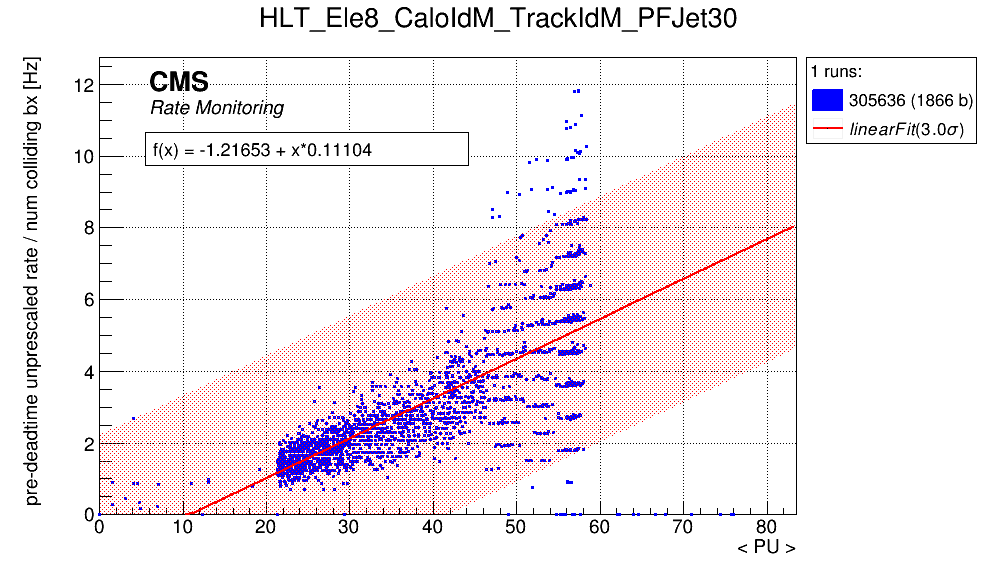 HLT_Ele8_CaloIdM_TrackIdM_PFJet30
pre-deadtime unprescaled rate / num colliding bx [Hz]
CMS
Rate Monitoring
f(x) = -1.21653 + x*0.11104
1 runs:
305636 (1866 b)
linearFit(3.0σ)
12
10
8
6
4
2
0
0 10 20 30 40 50 60 70 80
< PU >